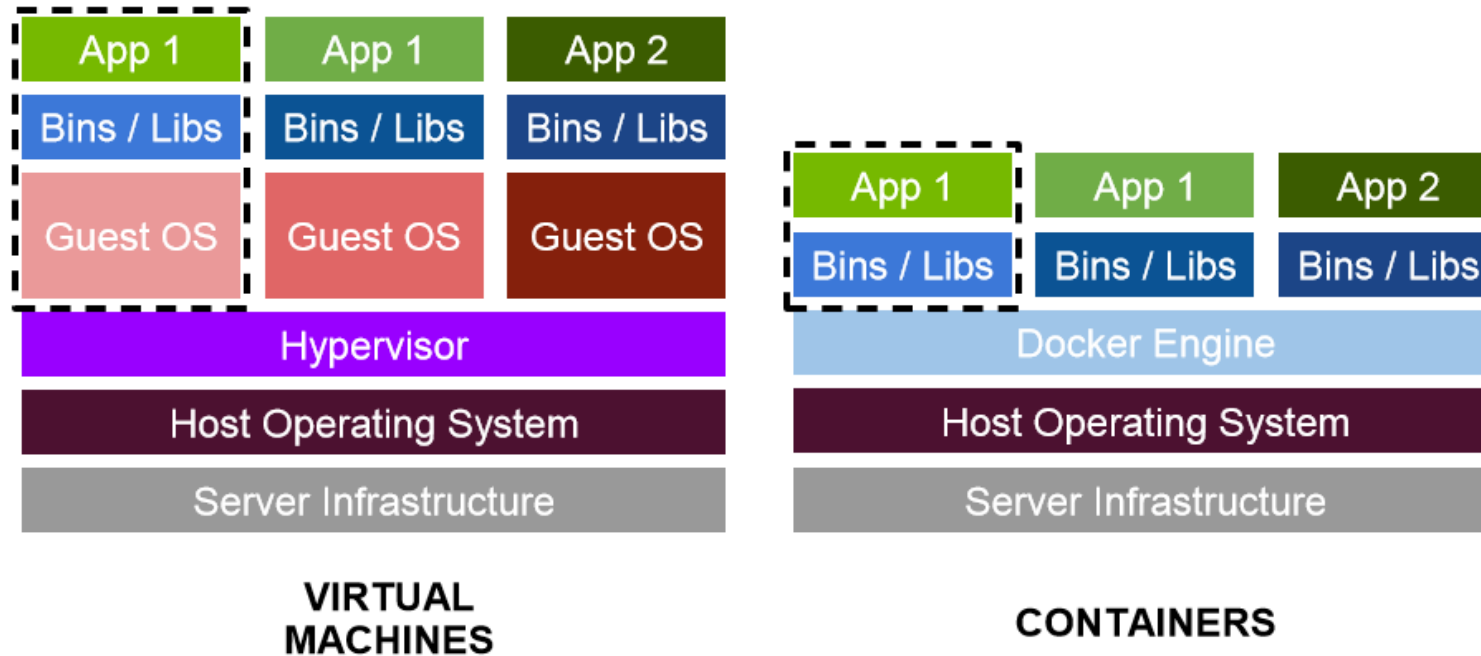 App 1
App 1
App 2
Bins / Libs
Bins / Libs
Bins / Libs
Guest OS
Guest OS
Guest OS
Hypervisor
Host Operating System
Server Infrastructure
VIRTUAL
MACHINES
App 1
App 1
App 2
Bins / Libs
Bins / Libs
Bins / Libs
Docker Engine
Host Operating System
Server Infrastructure
CONTAINERS